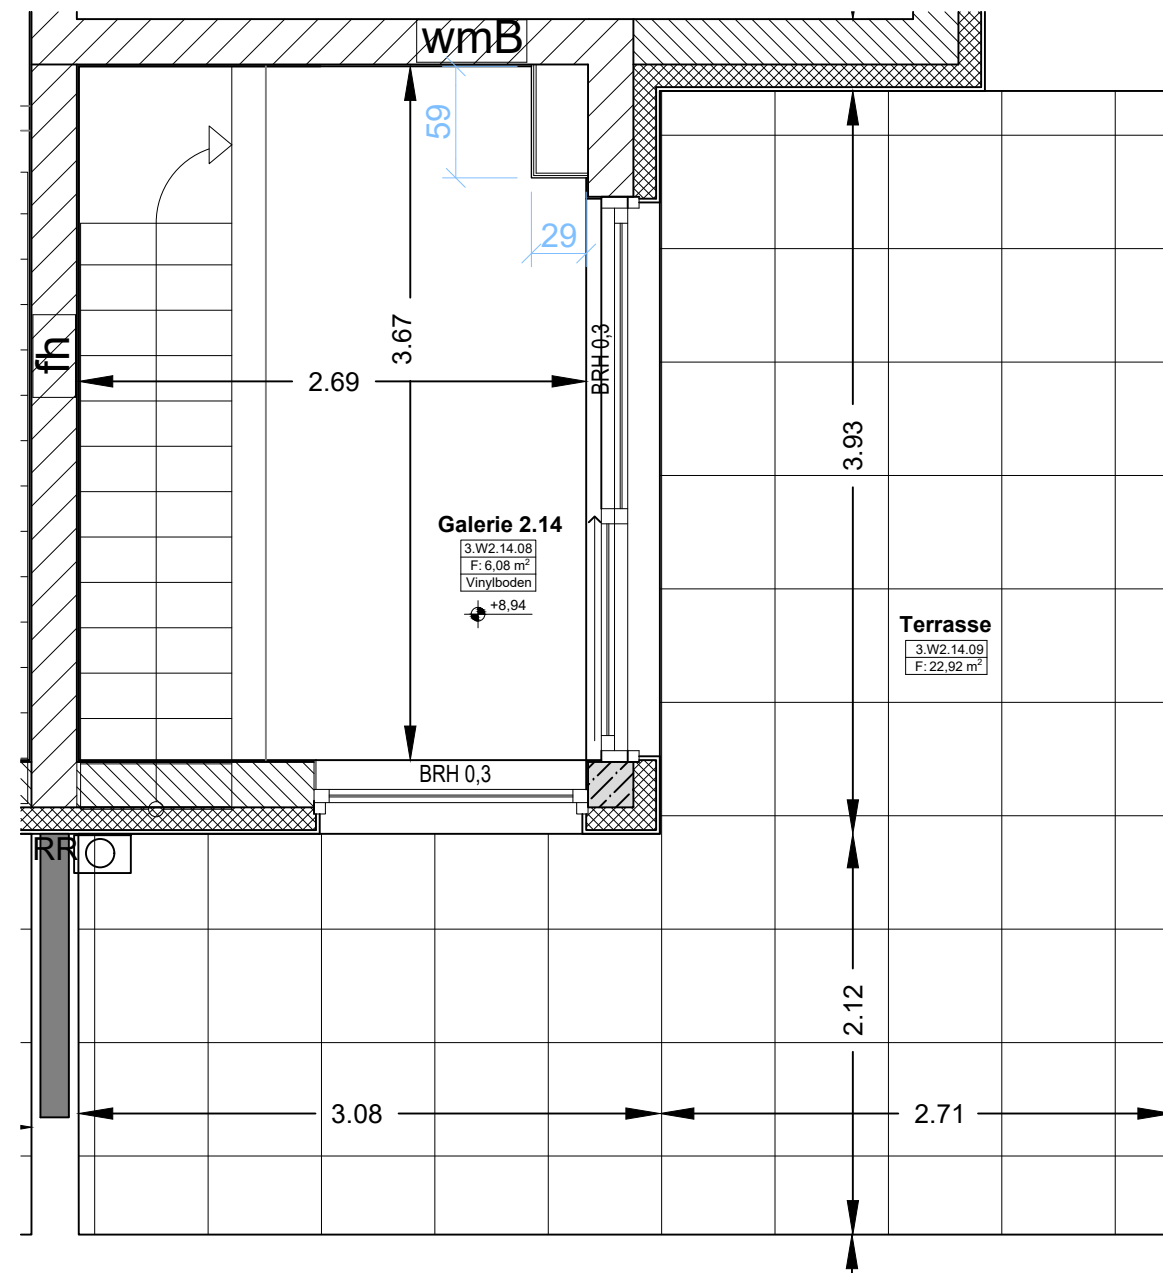 wmB
59
29
fh
3.67
2.69
BRH 0,3
3.93
Galerie 2.14
3.W2.14.08
F: 6,08 m²
Vinylboden
+8,94
Terrasse
3.W2.14.09
F: 22,92 m²
BRH 0,3
RR
2.12
3.08
2.71